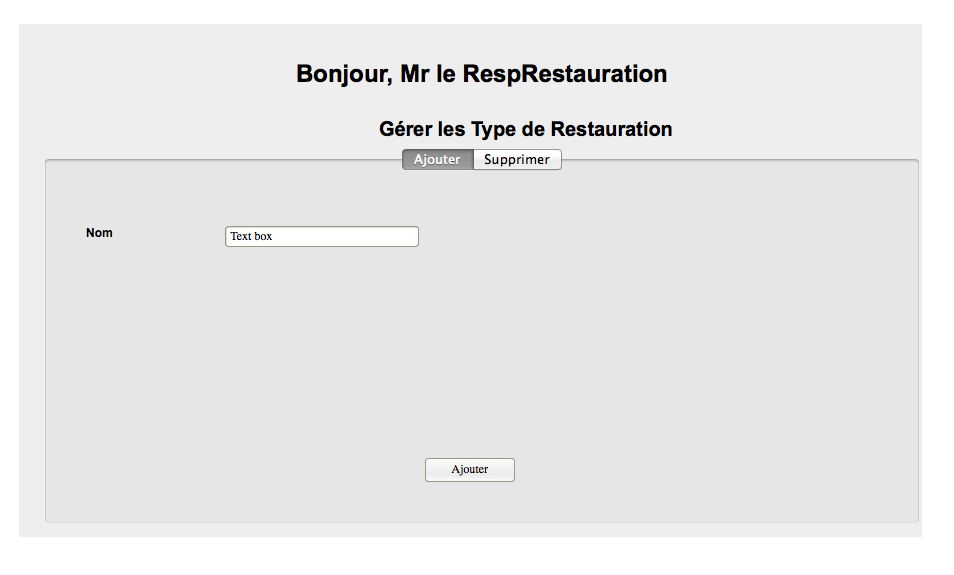 Bonjour, Mr le RespRestauration
Gérer les Type de Restauration
Ajouter Supprimer
Nom Text box
Ajouter